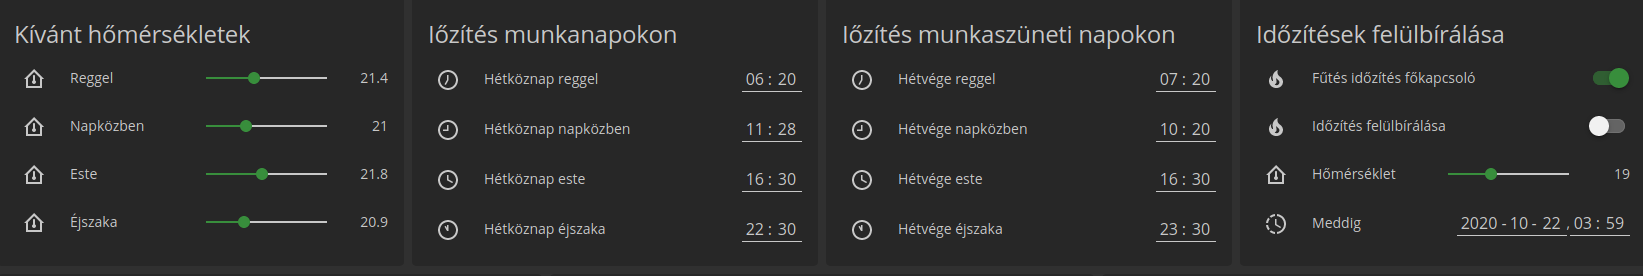 Kívánt hőmérsékletek
Reggel 21.4
Napközben 21
Este 21.8
Éjszaka 20.9
Iőzítés munkanapokon
Hétköznap reggel 06 : 20
Hétköznap napközben 11 : 28
Hétköznap este 16 : 30
Hétköznap éjszaka 22 : 30
Iőzítés munkaszüneti napokon
Hétvége reggel 07 : 20
Hétvége napközben 10 : 20
Hétvége este 16 : 30
Hétvége éjszaka 23 : 30
Időzítések felülbírálása
Fűtés időzítés főkapcsoló
Időzítés felülbírálása
Hőmérséklet 19
Meddig 2020 - 10 - 22 , 03 : 59